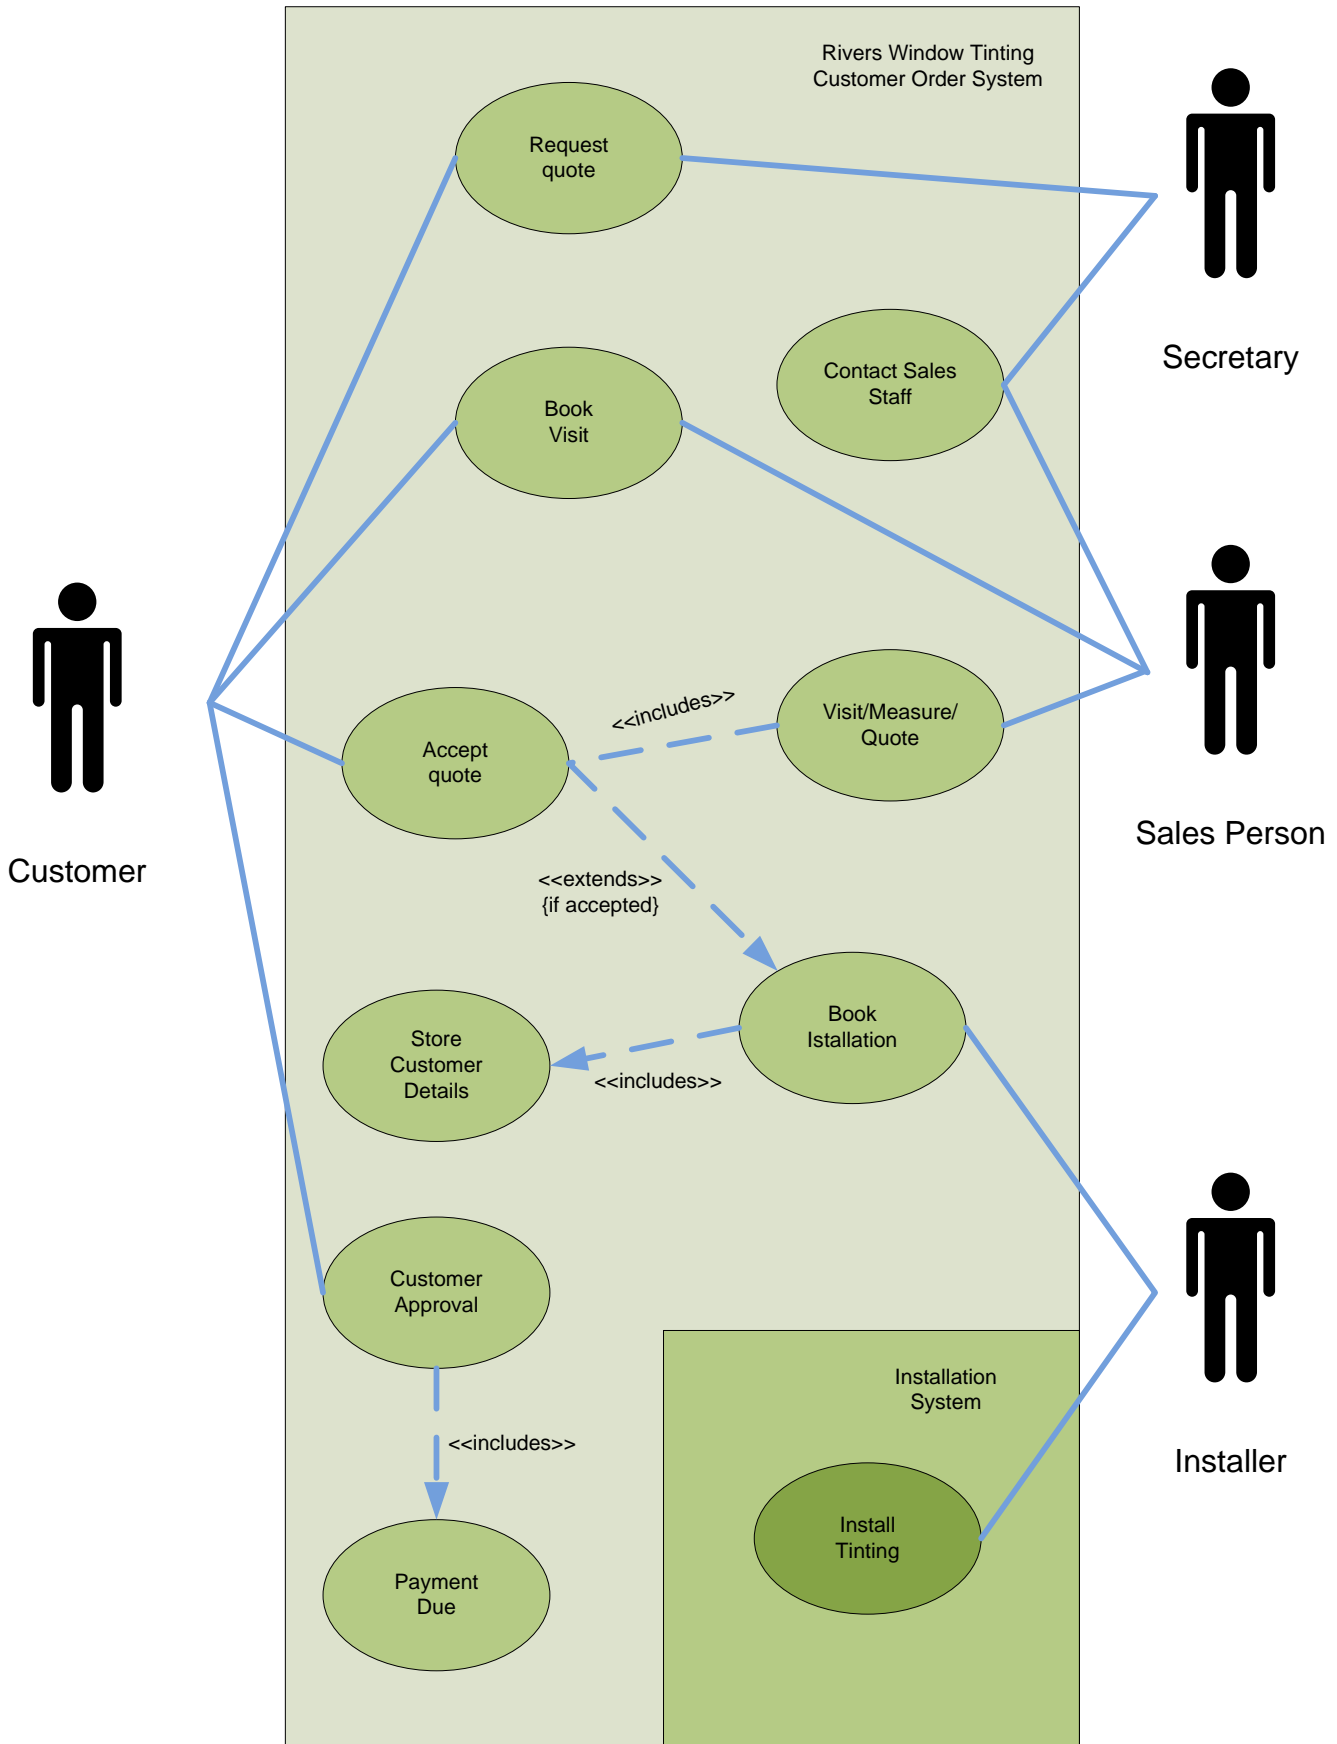 Rivers Window Tinting
Customer Order System
Request
quote
Secretary
Contact Sales
Staff
Book
Visit
<<includes>>
Visit/Measure/
Quote
Accept
quote
Sales Person
Customer
<<extends>>
{if accepted}
Book
Istallation
Store
Customer
Details
<<includes>>
Customer
Approval
Installation
System
<<includes>>
Installer
Install
Tinting
Payment
Due